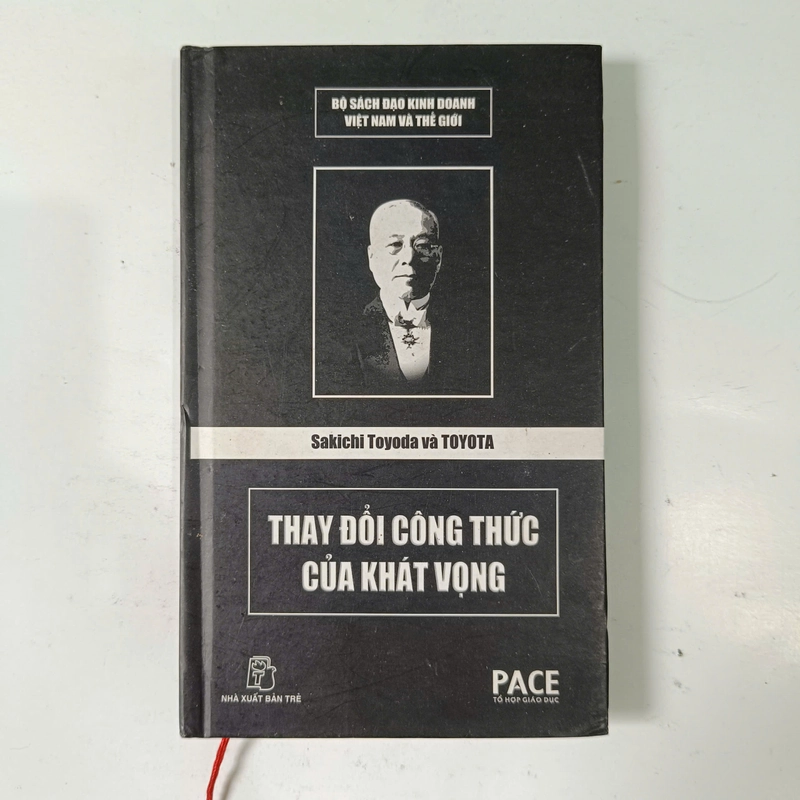 BỘ SÁCH ĐẠO KINH DOANH
VIỆT NAM VÀ THẾ GIỚI
Sakichi Toyoda và TOYOTA
THAY ĐỔI CÔNG THỨC
CỦA KHÁT VỌNG
NHÀ XUẤT BẢN TRẺ
PACE
TỔ HỢP GIÁO DỤC